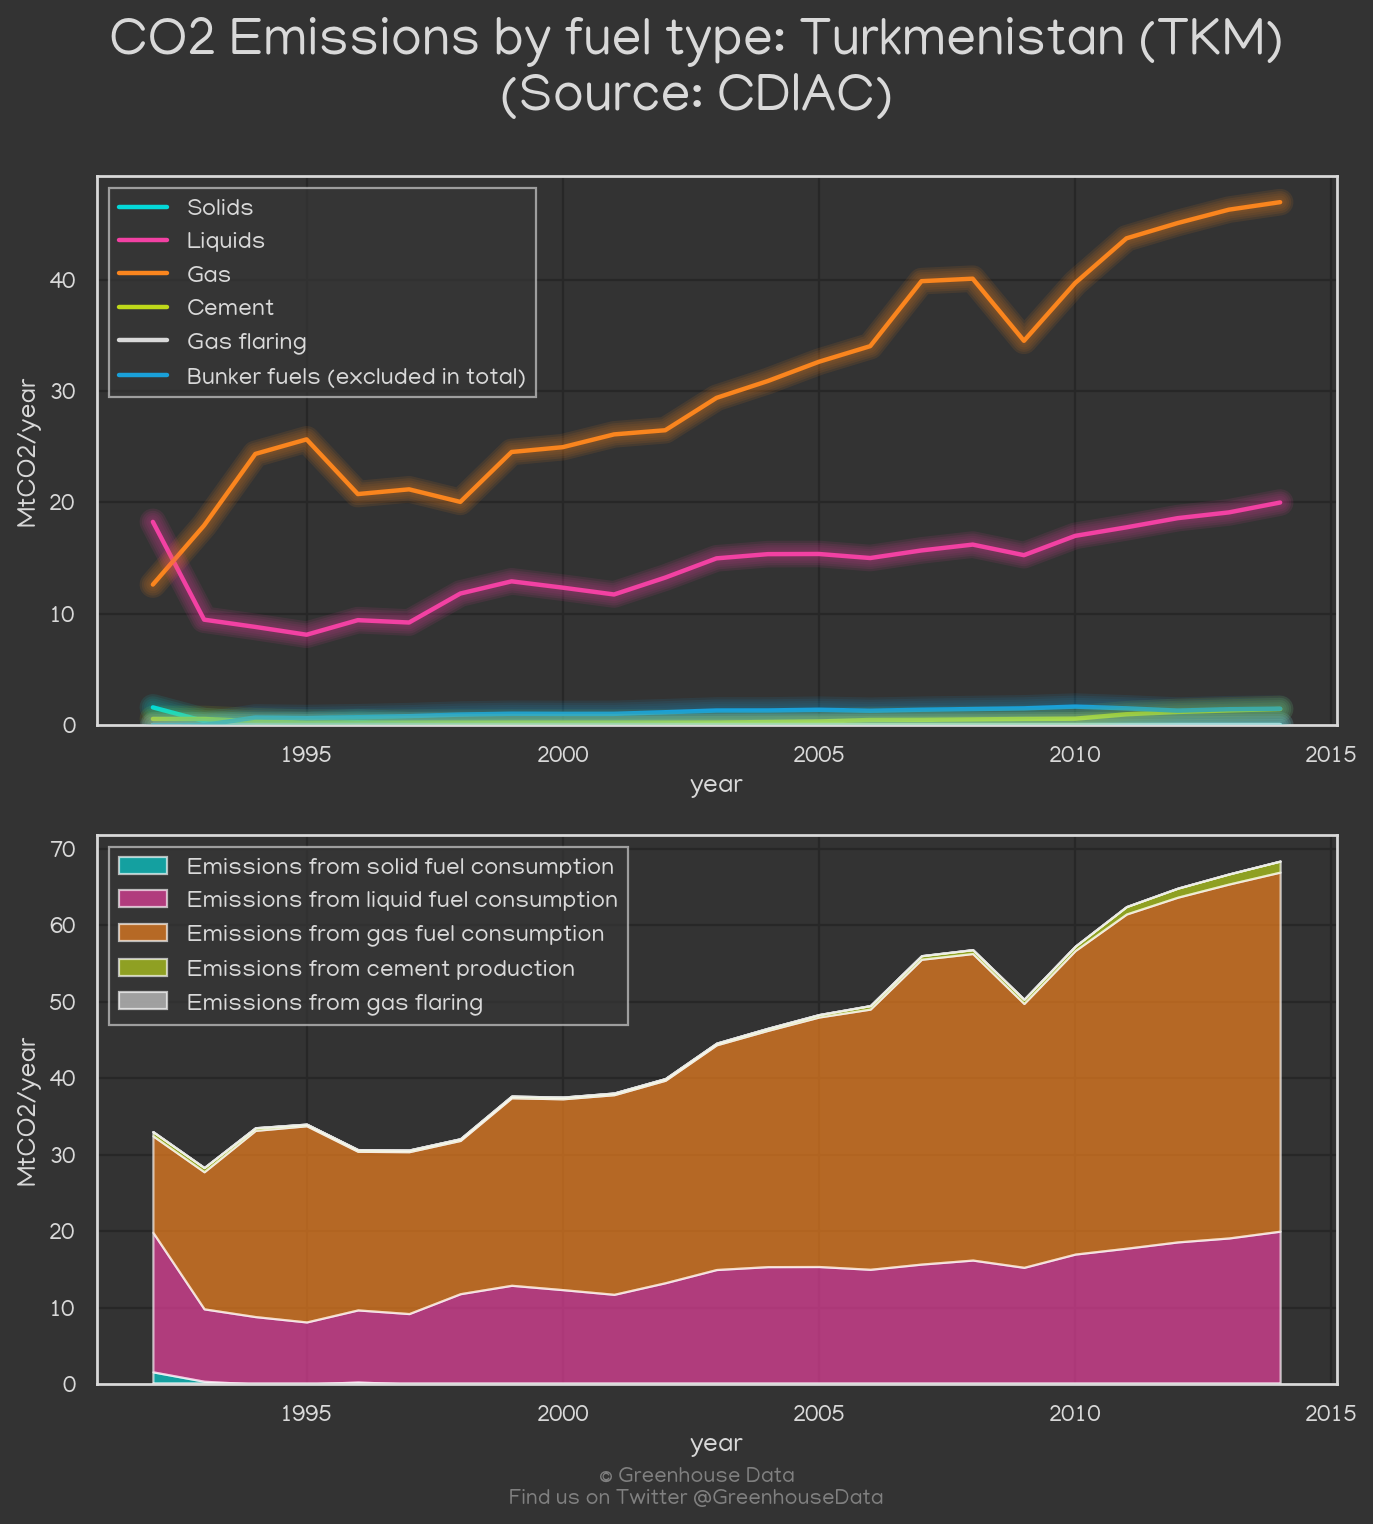 CO2 Emissions by fuel type: Turkmenistan (TKM)
(Source: CDIAC)
Solids
Liquids
Gas
Cement
Gas flaring
Bunker fuels (excluded in total)
MtCO2/year
40
30
20
10
0
1995
2000
2005
2010
2015
year
Emissions from solid fuel consumption
Emissions from liquid fuel consumption
Emissions from gas fuel consumption
Emissions from cement production
Emissions from gas flaring
MtCO2/year
70
60
50
40
30
20
10
0
1995
2000
2005
2010
2015
year
© Greenhouse Data
Find us on Twitter @GreenhouseData